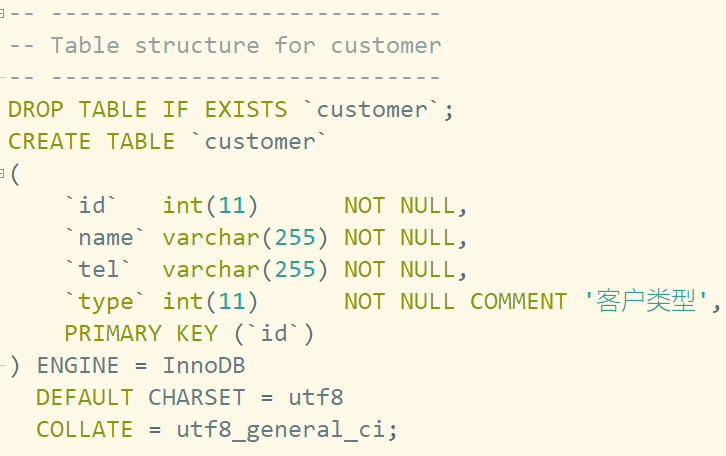 -- ----------------------------
-- Table structure for customer
-- ----------------------------
DROP TABLE IF EXISTS `customer`;
CREATE TABLE `customer`
(
    `id`   int(11)      NOT NULL,
    `name` varchar(255) NOT NULL,
    `tel`  varchar(255) NOT NULL,
    `type` int(11)      NOT NULL COMMENT '客户类型',
    PRIMARY KEY (`id`)
) ENGINE = InnoDB
  DEFAULT CHARSET = utf8
  COLLATE = utf8_general_ci;